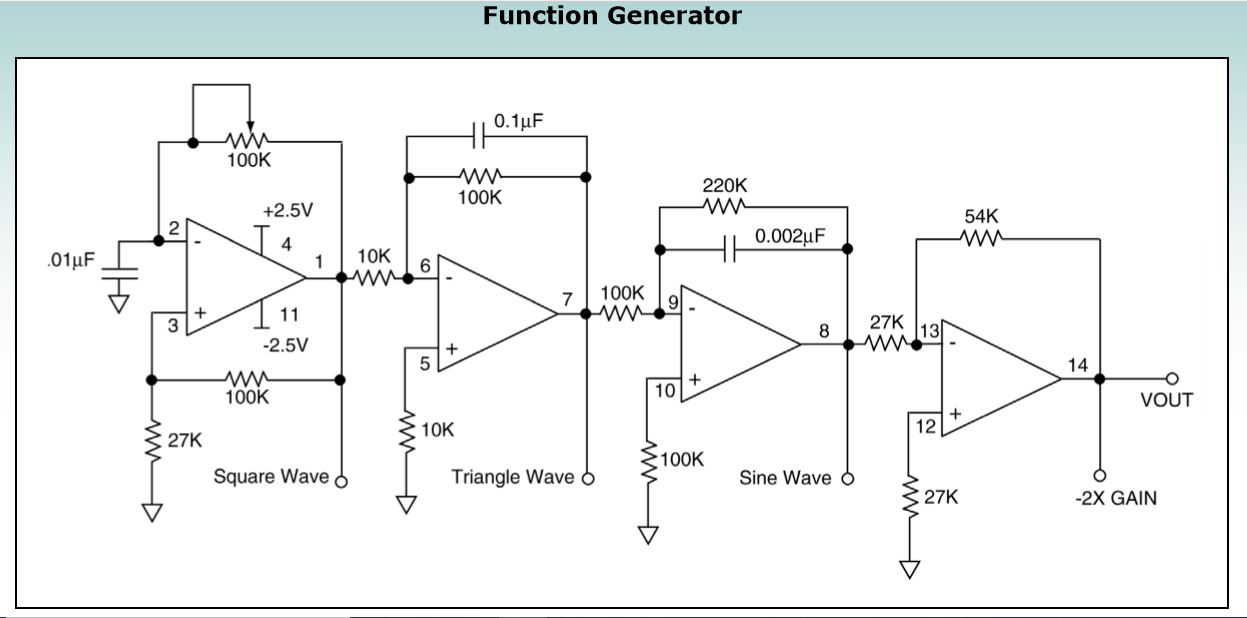 Function Generator
100K
.01µF
2
-
+2.5V
4
1
3
+
11
-2.5V
100K
27K
Square Wave
10K
0.1µF
100K
6
-
7
5
+
10K
Triangle Wave
100K
220K
0.002µF
9
-
8
10
+
100K
Sine Wave
27K
54K
13
-
14
12
+
27K
VOUT
-2X GAIN